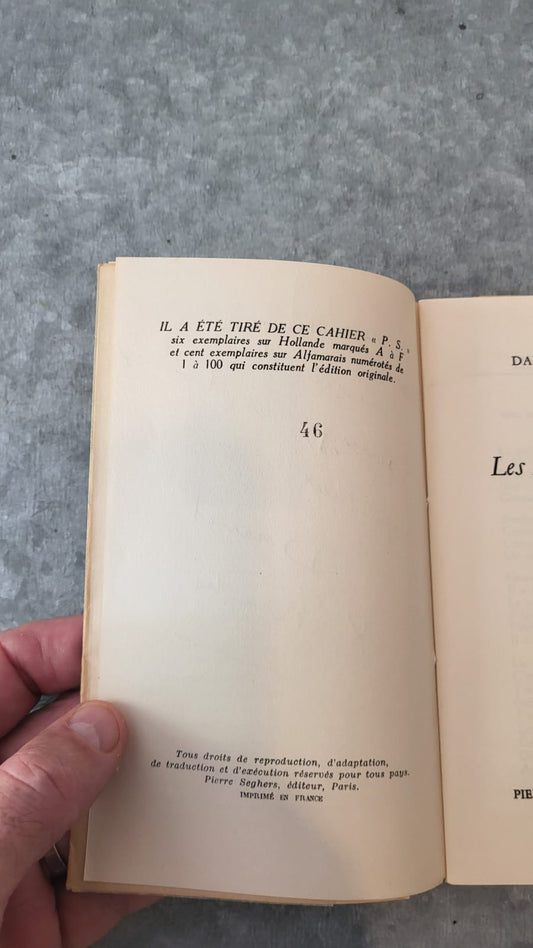 IL A ÉTÉ TIRÉ DE CE CAHIER « P. S. »
six exemplaires sur Hollande marqués A à F
et cent exemplaires sur Alfamarais numérotés de
1 à 100 qui constituent l'édition originale.
46
Tous droits de reproduction, d'adaptation,
de traduction et d'exécution réservés pour tous pays.
Pierre Seghers, éditeur, Paris.
IMPRIMÉ EN FRANCE
DA
Les
PIE